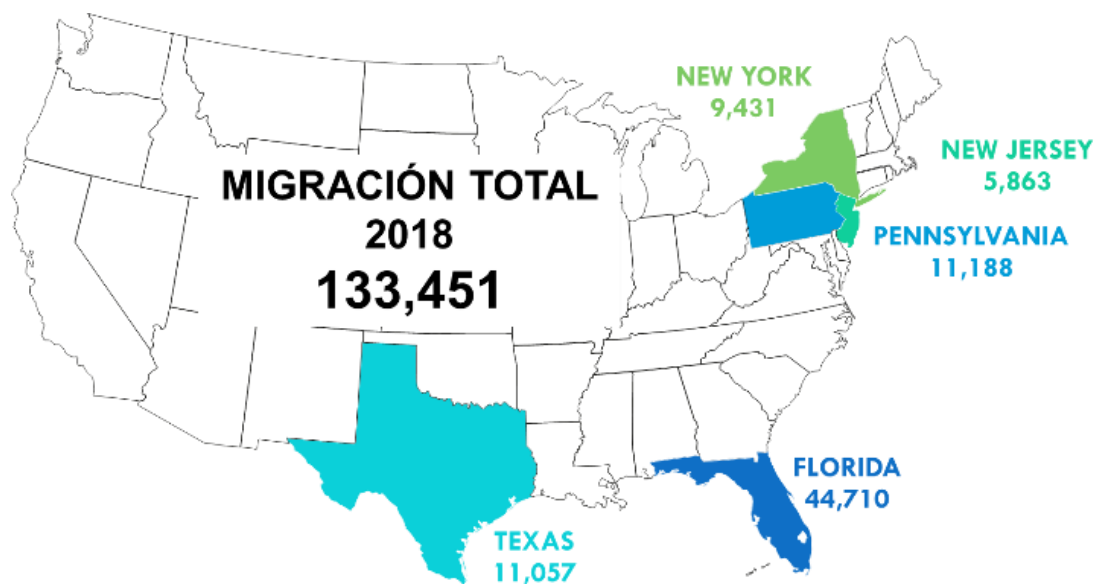 NEW YORK
9,431
NEW JERSEY
5,863
MIGRACIÓN TOTAL
2018
133,451
PENNSYLVANIA
11,188
FLORIDA
44,710
TEXAS
11,057